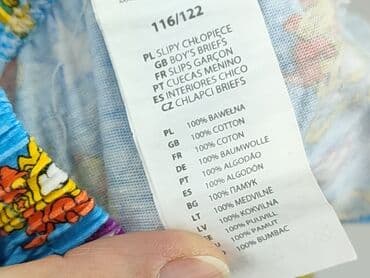 116/122
PL SLIPY CHŁOPIĘCE
GB BOY'S BRIEFS
FR SLIPS GARÇON
PT CUECAS MENINO
ES INTERIORES CHICO
CZ CHLAPCI BRIEFS
PL 100% BAWEŁNA
GB 100% COTTON
FR 100% COTON
DE 100% BAUMWOLLE
PT 100% ALGODÃO
ES 100% ALGODÓN
BG 100% ПАМУК
LT 100% MEDVILNĖ
LV 100% KOKVILNA
100% PUUVILL
100% PAMUT
100% BUMBAC